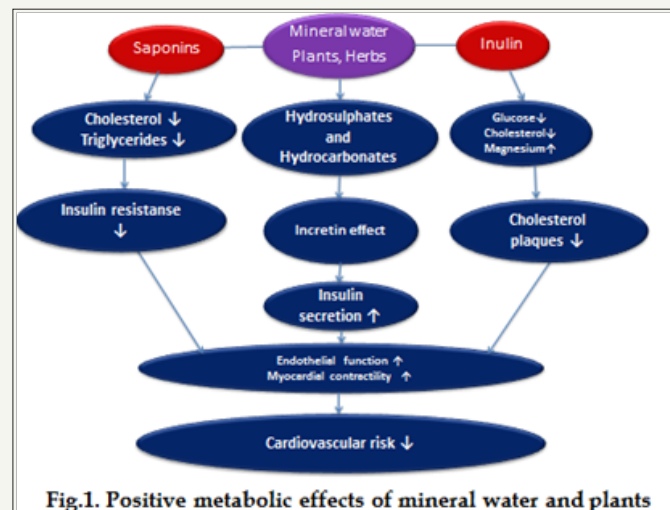 Mineral water
Plants, Herbs
Saponins
Inulin
Cholesterol ↓
Triglycerides ↓
Hydrosulphates
and
Hydrocarbonates
Glucose↓
Cholesterol↓
Magnesium↑
Insulin resistanse
↓
Incretin effect
Cholesterol
plaques ↓
Insulin
secretion ↑
Endothelial function ↑
Myocardial contractility ↑
Cardiovascular risk ↓
Fig.1. Positive metabolic effects of mineral water and plants